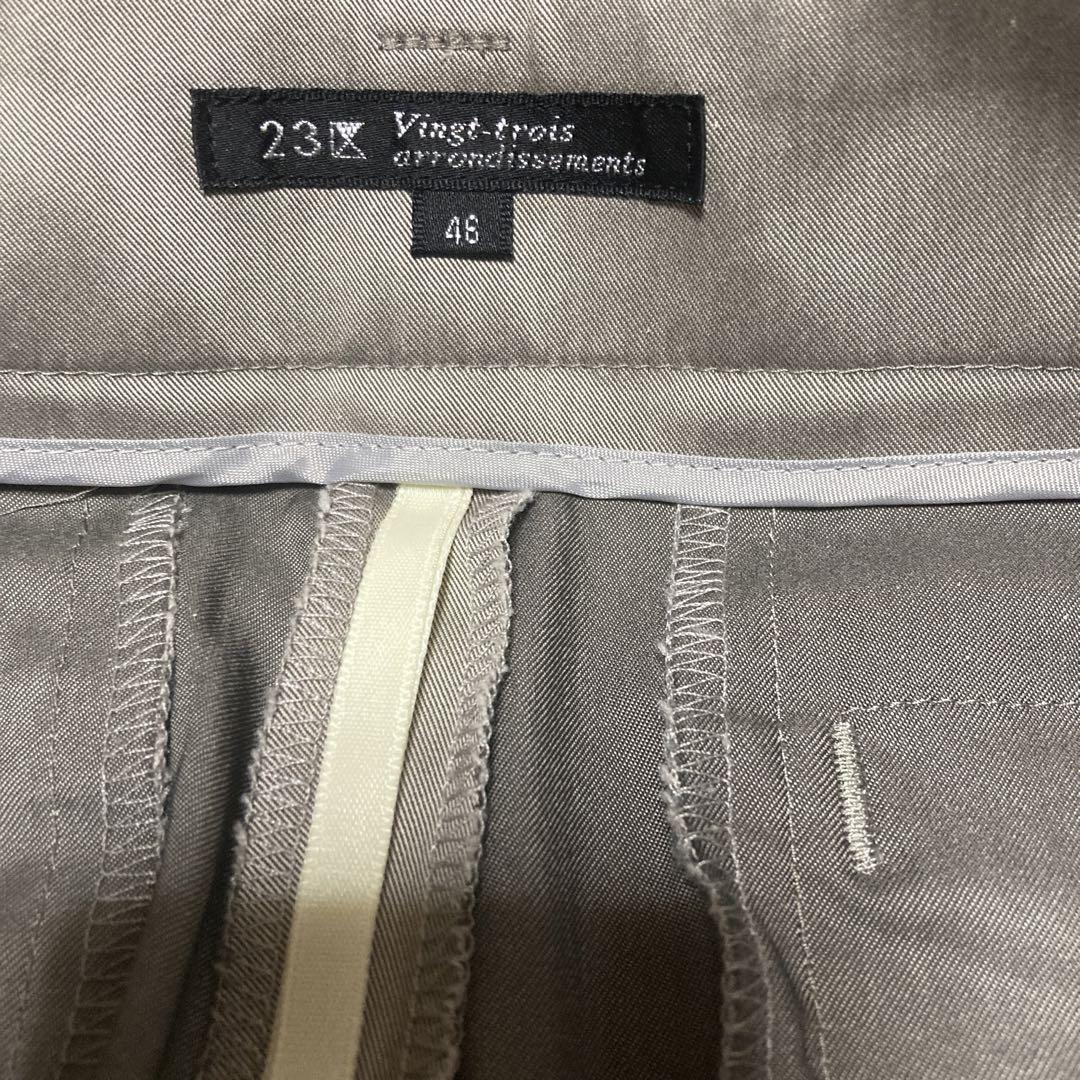 23区 Vingt-trois
arrondissements
46